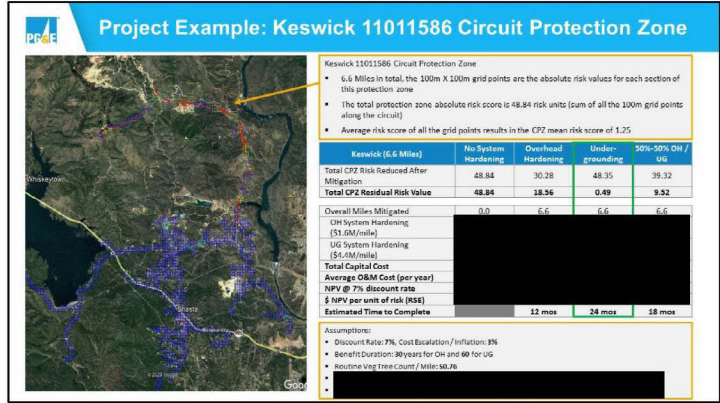 PG&E
Project Example: Keswick 11011586 Circuit Protection Zone
Keswick 11011586 Circuit Protection Zone
▪ 6.6 Miles in total, the 100m X 100m grid points are the absolute risk values for each section of
this protection zone
▪ The total protection zone absolute risk score is 48.84 risk units (sum of all the 100m grid points
along the circuit)
▪ Average risk score of all the grid points results in the CPZ mean risk score of 1.25
Keswick (6.6 Miles) No System Hardening Overhead Hardening Under-grounding 50%-50% OH / UG
Total CPZ Risk Reduced After Mitigation 48.84 30.28 48.35 39.32
Total CPZ Residual Risk Value 48.84 18.56 0.49 9.52
Overall Miles Mitigated 0.0 6.6 6.6 6.6
OH System Hardening
($1.6M/mile)
UG System Hardening
($4.4M/mile)
Total Capital Cost
Average O&M Cost (per year)
NPV @ 7% discount rate
$ NPV per unit of risk (RSE)
Estimated Time to Complete 12 mos 24 mos 18 mos
Assumptions:
▪ Discount Rate: 7%, Cost Escalation / Inflation: 3%
▪ Benefit Duration: 30 years for OH and 60 for UG
▪ Routine Veg Tree Count / Mile: 50.76
Whiskeytown
Shasta
Goo